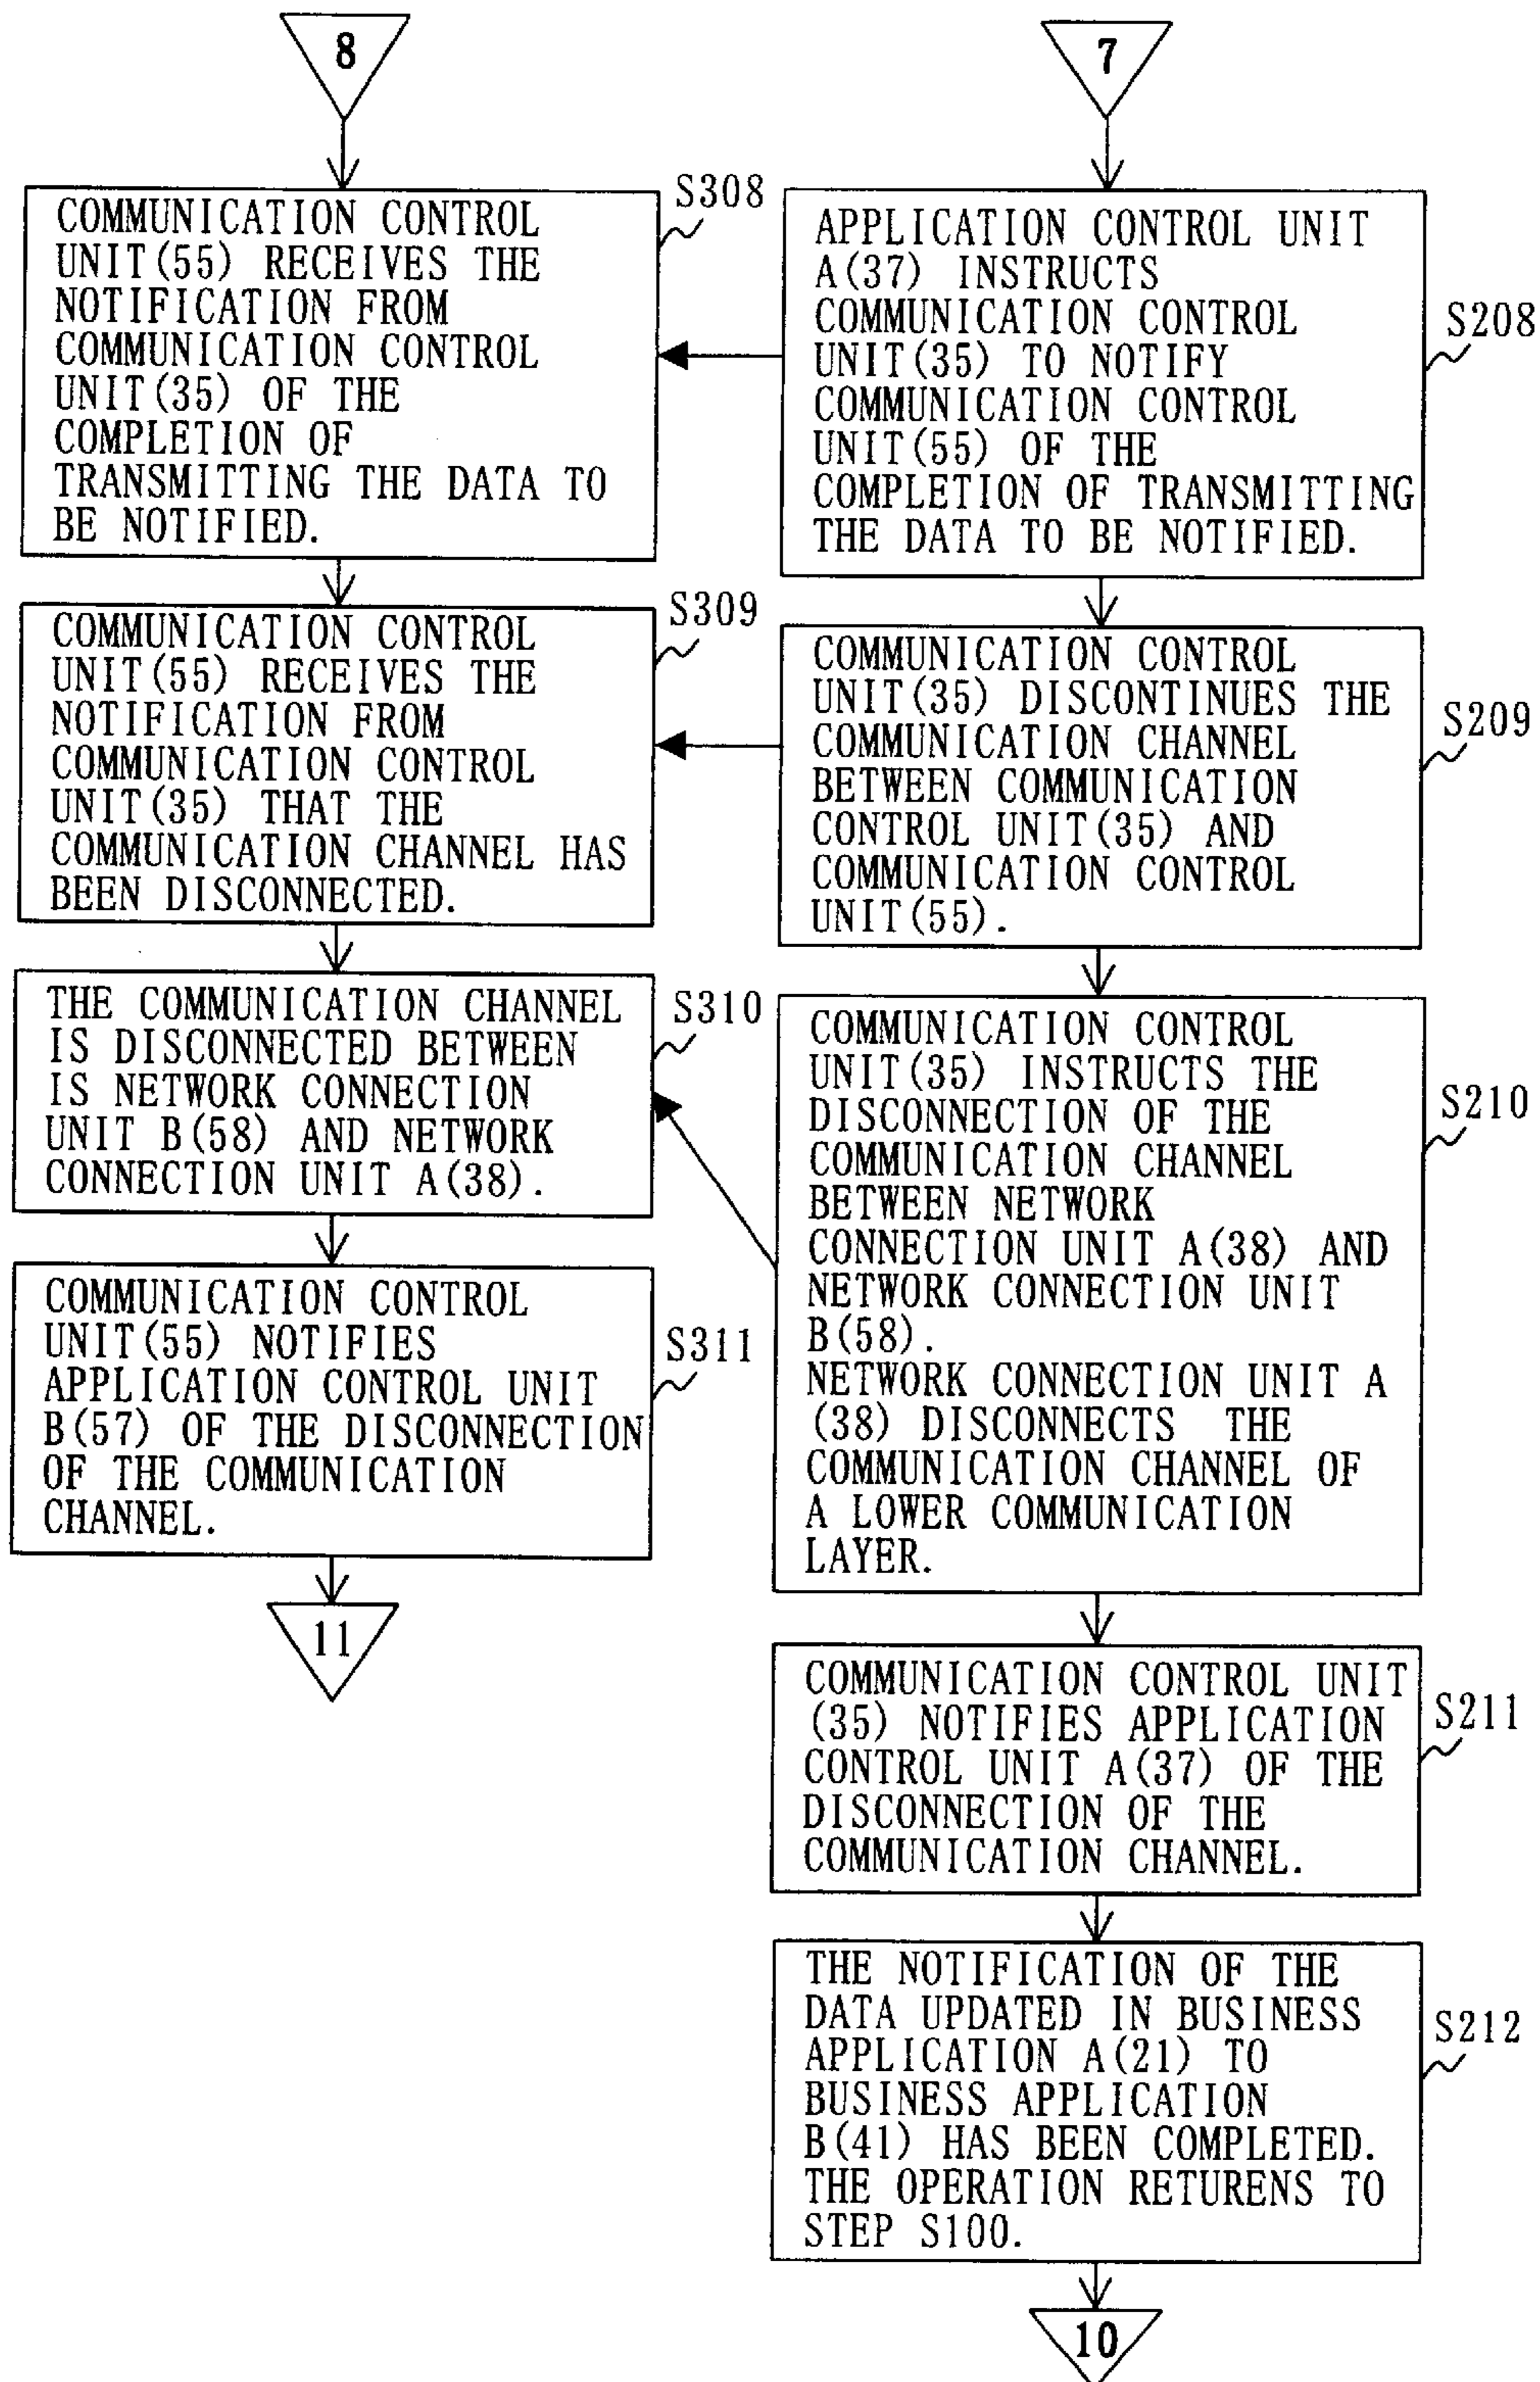 8
COMMUNICATION CONTROL
UNIT(55) RECEIVES THE
NOTIFICATION FROM
COMMUNICATION CONTROL
UNIT(35) OF THE
COMPLETION OF
TRANSMITTING THE DATA TO
BE NOTIFIED.
S308
COMMUNICATION CONTROL
UNIT(55) RECEIVES THE
NOTIFICATION FROM
COMMUNICATION CONTROL
UNIT(35) THAT THE
COMMUNICATION CHANNEL HAS
BEEN DISCONNECTED.
S309
THE COMMUNICATION CHANNEL
IS DISCONNECTED BETWEEN
IS NETWORK CONNECTION
UNIT B(58) AND NETWORK
CONNECTION UNIT A(38).
S310
COMMUNICATION CONTROL
UNIT(55) NOTIFIES
APPLICATION CONTROL UNIT
B(57) OF THE DISCONNECTION
OF THE COMMUNICATION
CHANNEL.
S311
11
7
APPLICATION CONTROL UNIT
A(37) INSTRUCTS
COMMUNICATION CONTROL
UNIT(35) TO NOTIFY
COMMUNICATION CONTROL
UNIT(55) OF THE
COMPLETION OF TRANSMITTING
THE DATA TO BE NOTIFIED.
S208
COMMUNICATION CONTROL
UNIT(35) DISCONTINUES THE
COMMUNICATION CHANNEL
BETWEEN COMMUNICATION
CONTROL UNIT(35) AND
COMMUNICATION CONTROL
UNIT(55).
S209
COMMUNICATION CONTROL
UNIT(35) INSTRUCTS THE
DISCONNECTION OF THE
COMMUNICATION CHANNEL
BETWEEN NETWORK
CONNECTION UNIT A(38) AND
NETWORK CONNECTION UNIT
B(58).
NETWORK CONNECTION UNIT A
(38) DISCONNECTS THE
COMMUNICATION CHANNEL OF
A LOWER COMMUNICATION
LAYER.
S210
COMMUNICATION CONTROL UNIT
(35) NOTIFIES APPLICATION
CONTROL UNIT A(37) OF THE
DISCONNECTION OF THE
COMMUNICATION CHANNEL.
S211
THE NOTIFICATION OF THE
DATA UPDATED IN BUSINESS
APPLICATION A(21) TO
BUSINESS APPLICATION
B(41) HAS BEEN COMPLETED.
THE OPERATION RETURENS TO
STEP S100.
S212
10